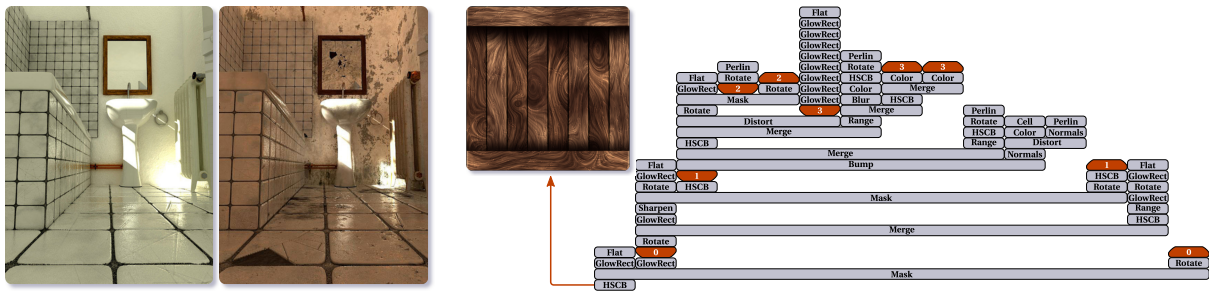 Flat
GlowRect
GlowRect
GlowRect
GlowRect Perlin
Perlin GlowRect Rotate 3 3
Flat Rotate 2 GlowRect HSCB Color Color
GlowRect 2 Rotate GlowRect Color Merge
Mask GlowRect Blur HSCB
Rotate 3 Merge Perlin
Distort Range Rotate Cell Perlin
Merge HSCB Color Normals
HSCB Range Distort
Merge Normals
Flat Bump 1 Flat
GlowRect 1 HSCB GlowRect
Rotate HSCB Rotate Rotate
Mask GlowRect
Sharpen Range
GlowRect HSCB
Merge
Rotate
Flat 0 0
GlowRect GlowRect Rotate
Mask
HSCB